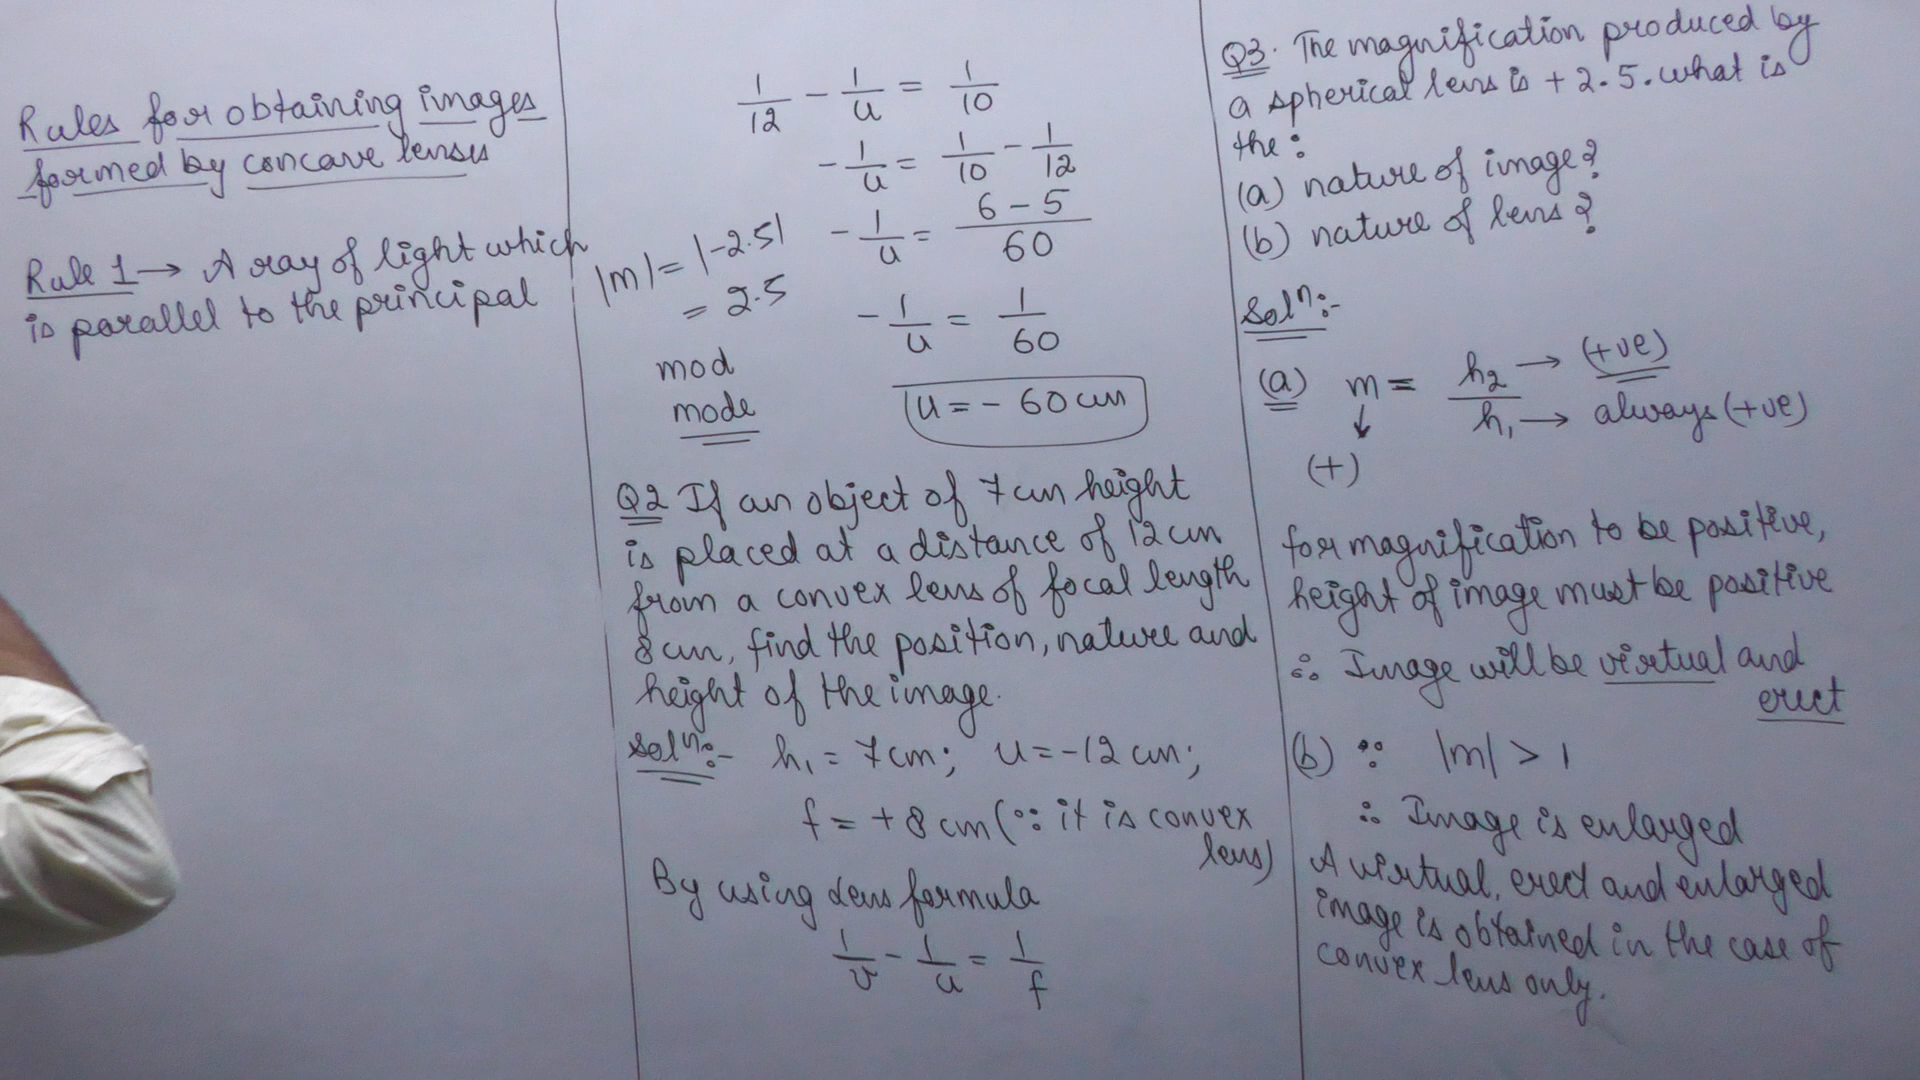 Rules for obtaining images
formed by concave lenses
Rule 1→ A ray of light which
is parallel to the principal
1/12 - 1/u = 1/10
-1/u = 1/10 - 1/12
-1/u = 6-5/60
-1/u = 1/60
u = - 60 cm
|m| = |-2.5|
= 2.5
mod
mode
Q2 If an object of 7 cm height
is placed at a distance of 12 cm
from a convex lens of focal length
8 cm, find the position, nature and
height of the image.
Solⁿ:- h₁ = 7 cm; u = -12 cm;
f = +8 cm (∵ it is convex
lens)
By using lens formula
1/v - 1/u = 1/f
Q3. The magnification produced by
a spherical lens is +2.5. what is
the:
(a) nature of image?
(b) nature of lens?
Solⁿ:-
(a) m = h₂/h₁
h₂ → (+ve)
h₁ → always (+ve)
↓
(+)
for magnification to be positive,
height of image must be positive
∴ Image will be virtual and
erect
(b) ∵ |m| > 1
∴ Image is enlarged
A virtual, erect and enlarged
image is obtained in the case of
convex lens only.